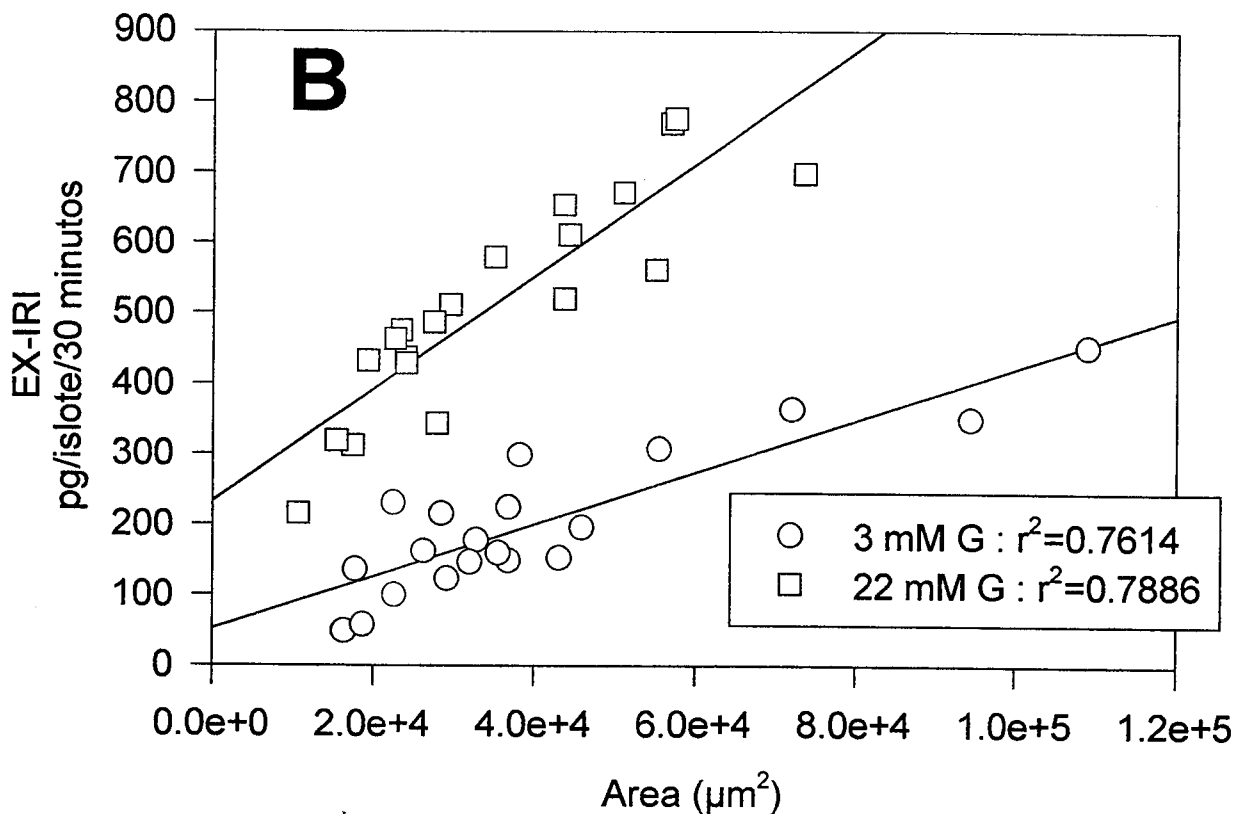 B
900
800
700
600
500
400
300
200
100
0
EX-IRI
pg/islote/30 minutos
3 mM G : r²=0.7614
22 mM G : r²=0.7886
0.0e+0 2.0e+4 4.0e+4 6.0e+4 8.0e+4 1.0e+5 1.2e+5
Area (µm²)